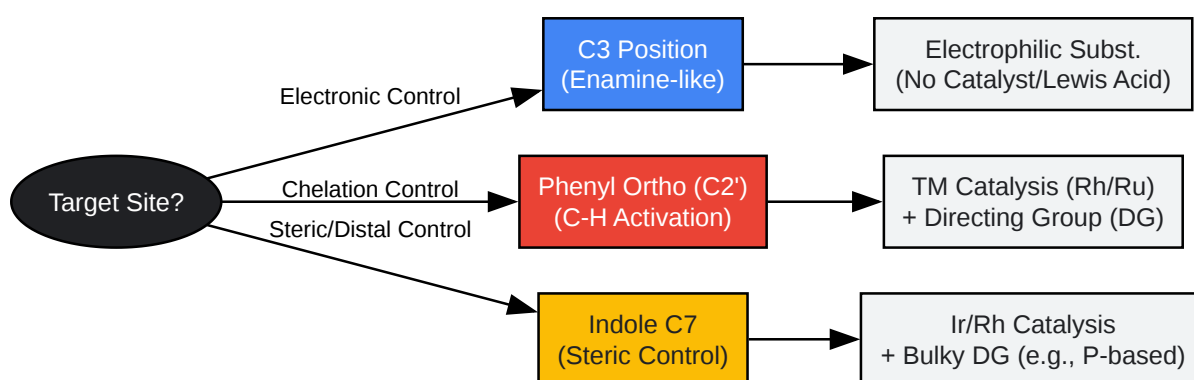 Target Site?
Electronic Control
C3 Position
(Enamine-like)
Electrophilic Subst.
(No Catalyst/Lewis Acid)
Chelation Control
Phenyl Ortho (C2')
(C-H Activation)
TM Catalysis (Rh/Ru)
+ Directing Group (DG)
Steric/Distal Control
Indole C7
(Steric Control)
Ir/Rh Catalysis
+ Bulky DG (e.g., P-based)